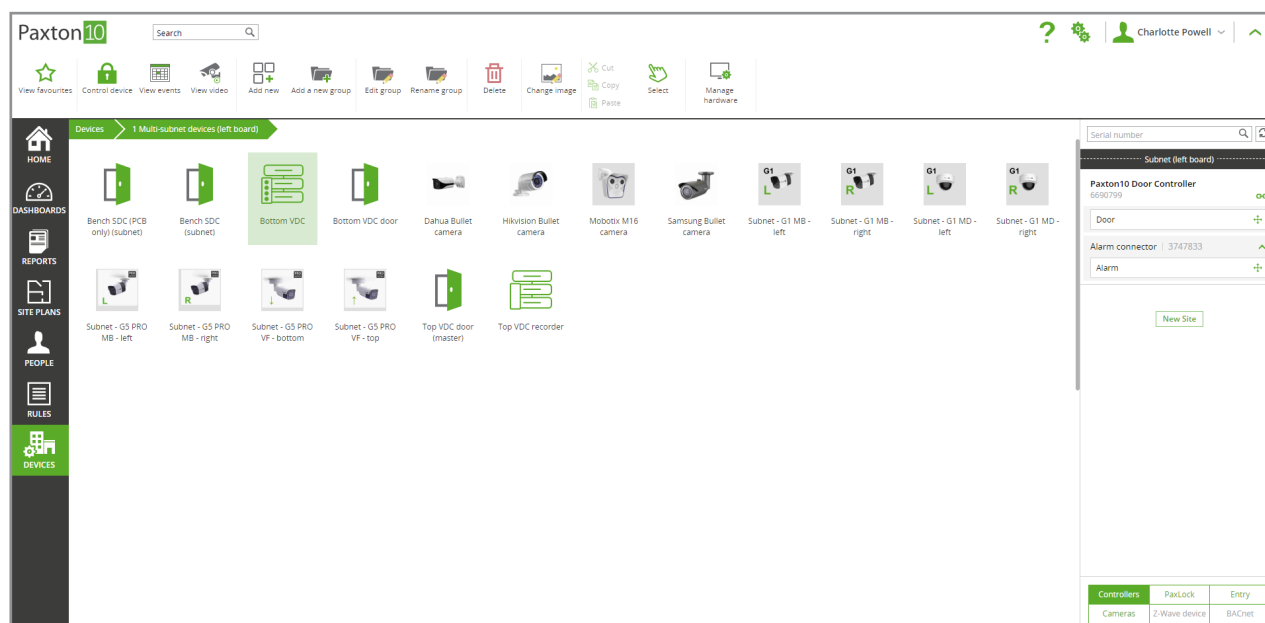 Paxton10
Search
Charlotte Powell
View favourites
Control device
View events
View video
Add new
Add a new group
Edit group
Rename group
Delete
Change image
Cut
Copy
Paste
Select
Manage
hardware
HOME
DASHBOARDS
REPORTS
SITE PLANS
PEOPLE
RULES
DEVICES
Devices
1 Multi-subnet devices (left board)
Bench SDC (PCB
only) (subnet)
Bench SDC
(subnet)
Bottom VDC
Bottom VDC door
Dahua Bullet
camera
Hikvision Bullet
camera
Mobotix M16
camera
Samsung Bullet
camera
G1
L
Subnet - G1 MB -
left
G1
R
Subnet - G1 MB -
right
G1
L
Subnet - G1 MD -
left
G1
R
Subnet - G1 MD -
right
L
Subnet - G5 PRO
MB - left
R
Subnet - G5 PRO
MB - right
Subnet - G5 PRO
VF - bottom
Subnet - G5 PRO
VF - top
Top VDC door
(master)
Top VDC recorder
Serial number
Subnet (left board)
Paxton10 Door Controller
6690799
Door
Alarm connector | 3747833
Alarm
New Site
Controllers
PaxLock
Entry
Cameras
Z-Wave device
BACnet